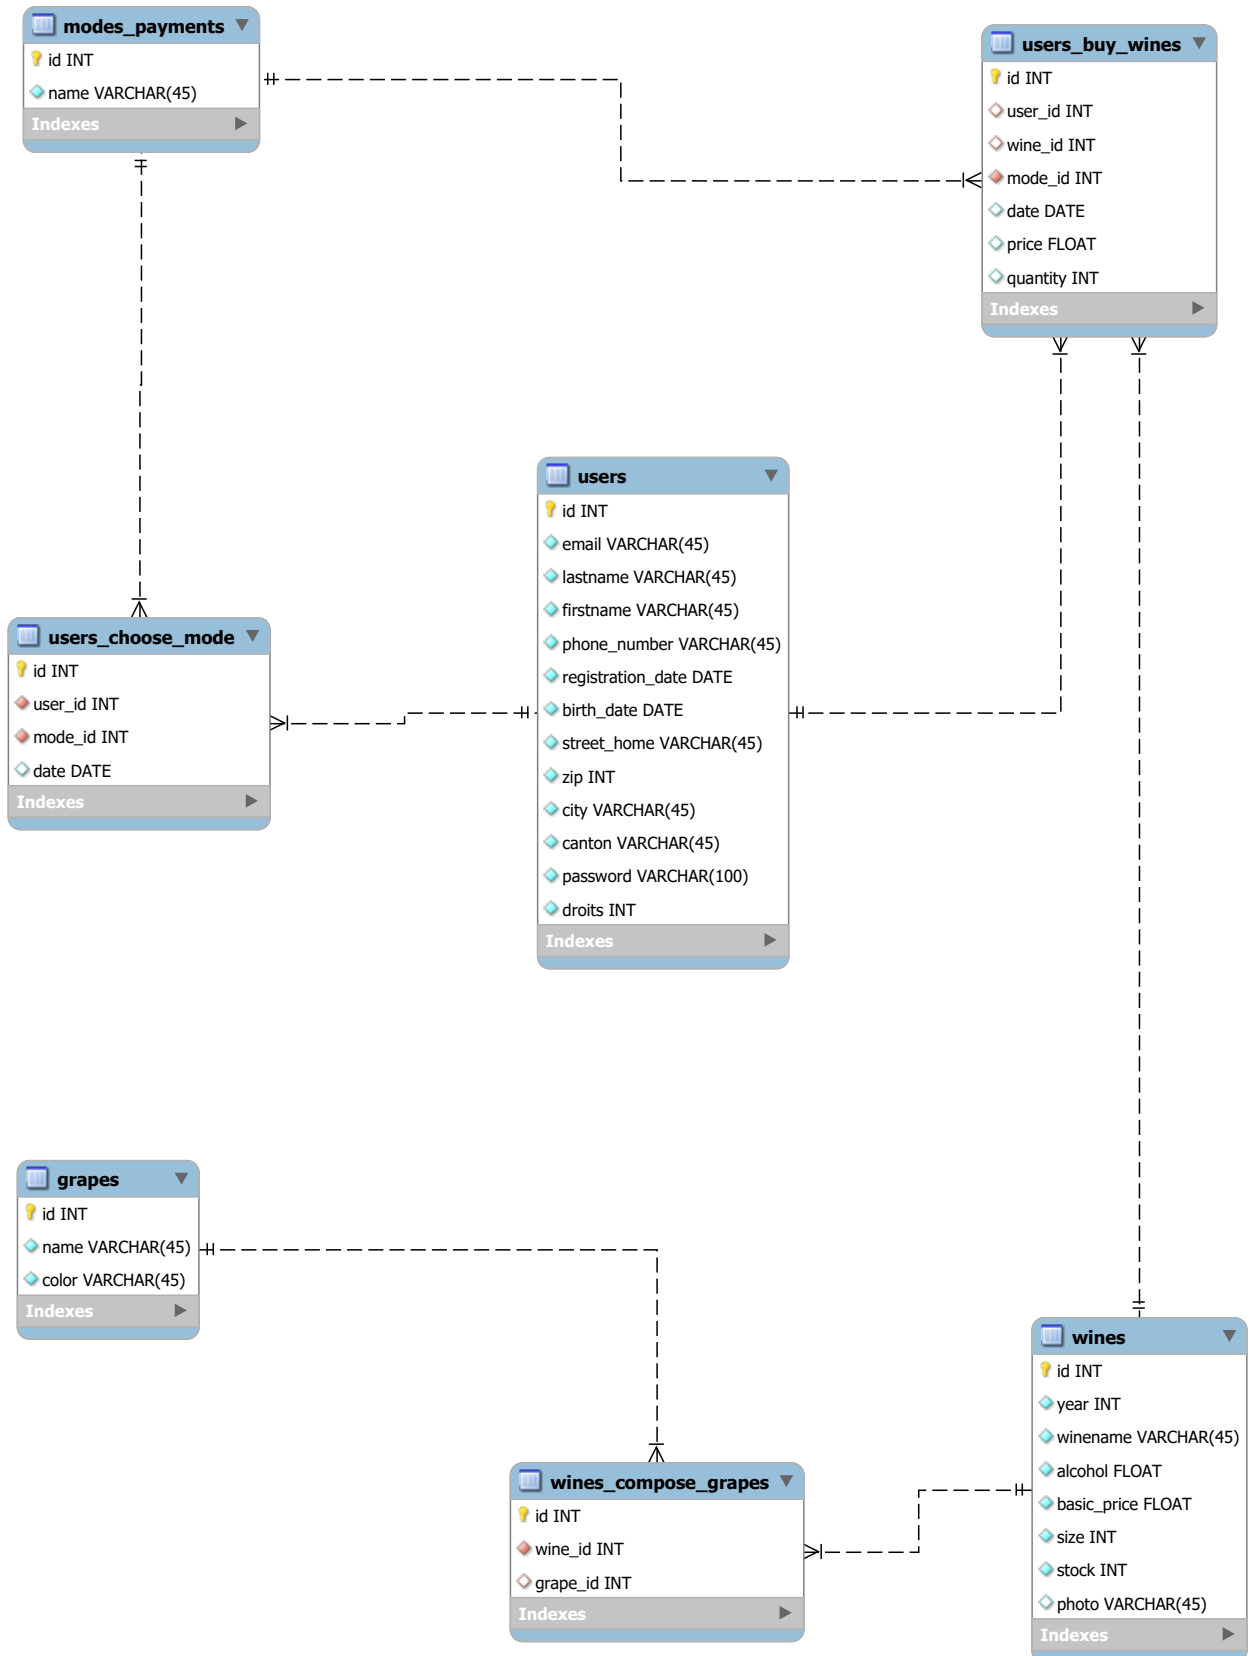 modes_payments
id INT
name VARCHAR(45)
Indexes
users_buy_wines
id INT
user_id INT
wine_id INT
mode_id INT
date DATE
price FLOAT
quantity INT
Indexes
users
id INT
email VARCHAR(45)
lastname VARCHAR(45)
firstname VARCHAR(45)
phone_number VARCHAR(45)
registration_date DATE
birth_date DATE
street_home VARCHAR(45)
zip INT
city VARCHAR(45)
canton VARCHAR(45)
password VARCHAR(100)
droits INT
Indexes
users_choose_mode
id INT
user_id INT
mode_id INT
date DATE
Indexes
grapes
id INT
name VARCHAR(45)
color VARCHAR(45)
Indexes
wines
id INT
year INT
winename VARCHAR(45)
alcohol FLOAT
basic_price FLOAT
size INT
stock INT
photo VARCHAR(45)
Indexes
wines_compose_grapes
id INT
wine_id INT
grape_id INT
Indexes